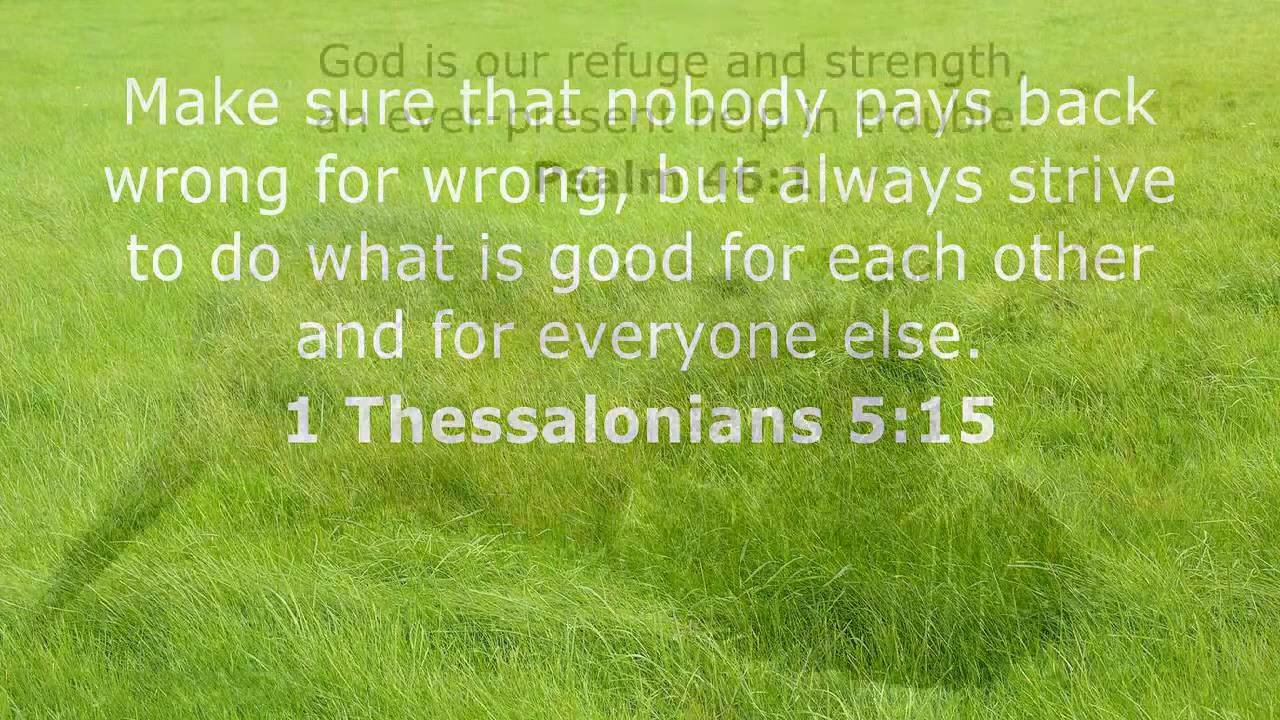 God is our refuge and strength,
an ever-present help in trouble.
Psalm 46:1
Make sure that nobody pays back
wrong for wrong, but always strive
to do what is good for each other
and for everyone else.
1 Thessalonians 5:15